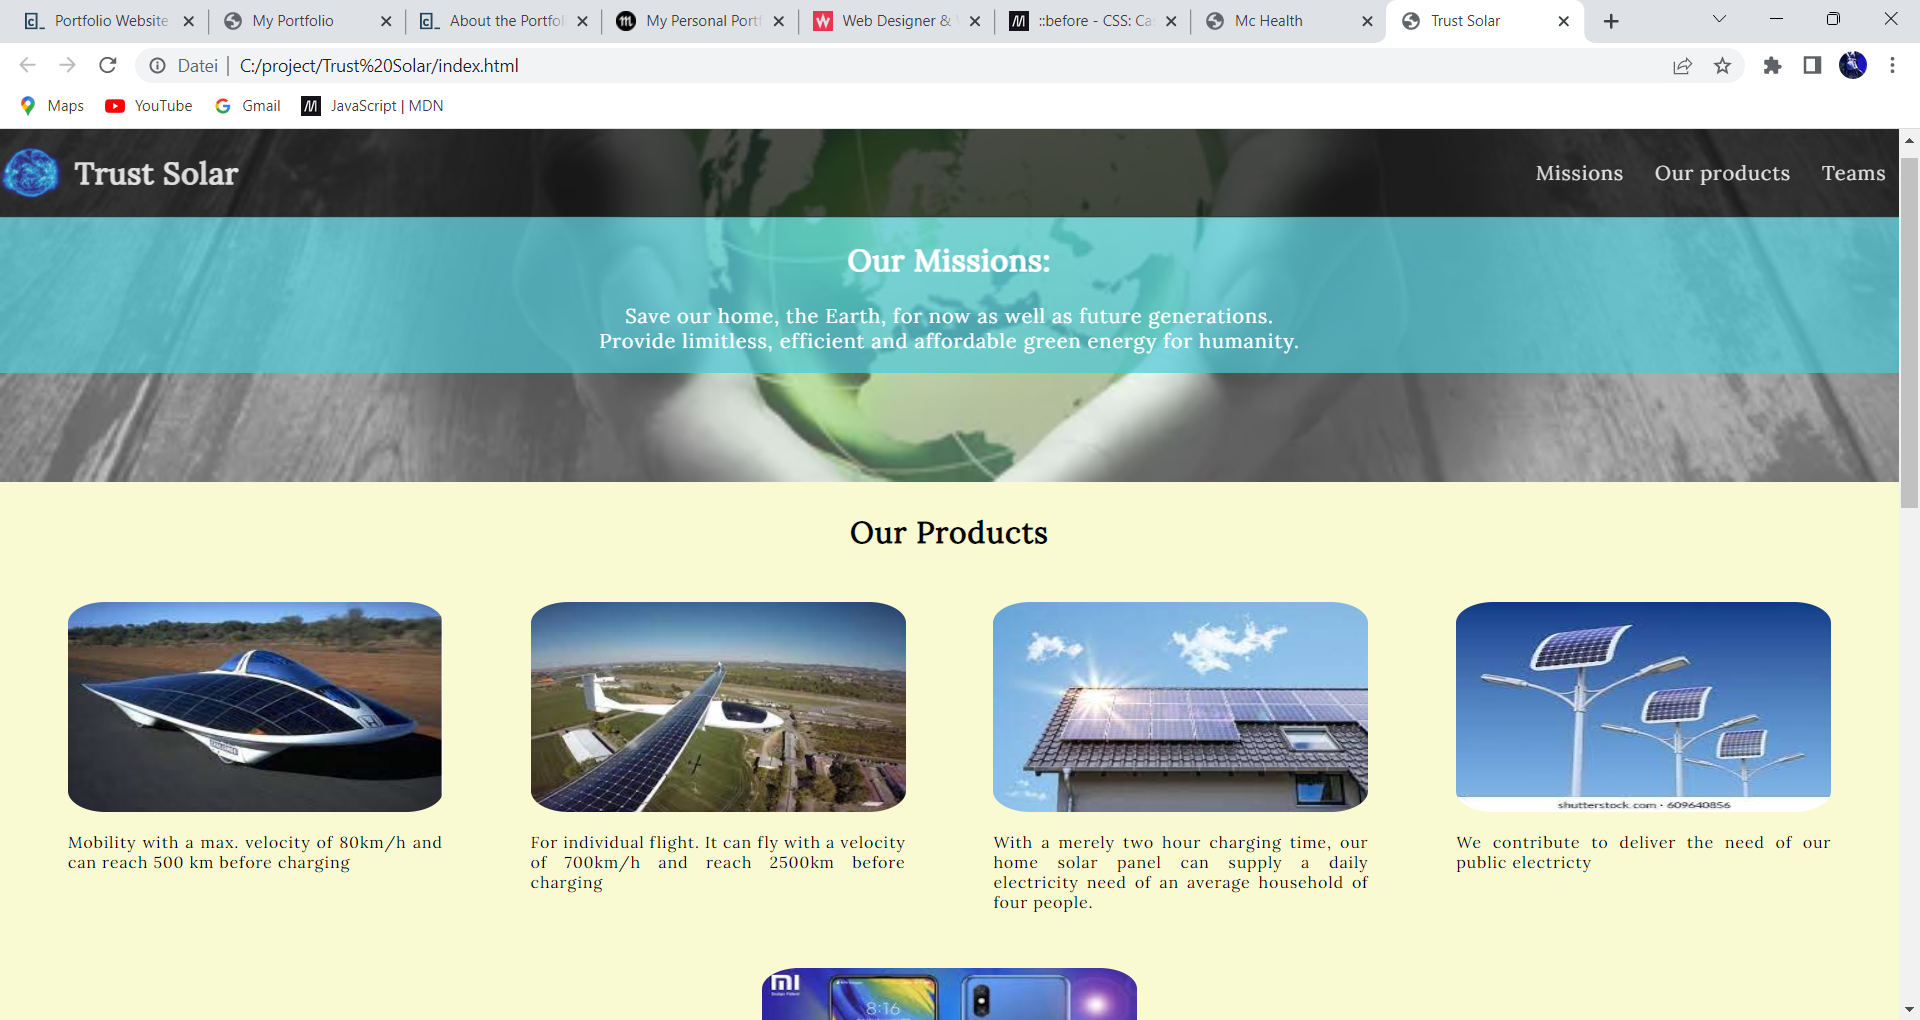 Portfolio Website
My Portfolio
About the Portfol
My Personal Portf
Web Designer &
::before - CSS: Ca
Mc Health
Trust Solar
Datei
C:/project/Trust%20Solar/index.html
Maps
YouTube
Gmail
JavaScript | MDN
Trust Solar
Missions
Our products
Teams
Our Missions:
Save our home, the Earth, for now as well as future generations.
Provide limitless, efficient and affordable green energy for humanity.
Our Products
shutterstock.com • 609640856
Mobility with a max. velocity of 80km/h and
can reach 500 km before charging
For individual flight. It can fly with a velocity
of 700km/h and reach 2500km before
charging
With a merely two hour charging time, our
home solar panel can supply a daily
electricity need of an average household of
four people.
We contribute to deliver the need of our
public electricty
MI
8:16